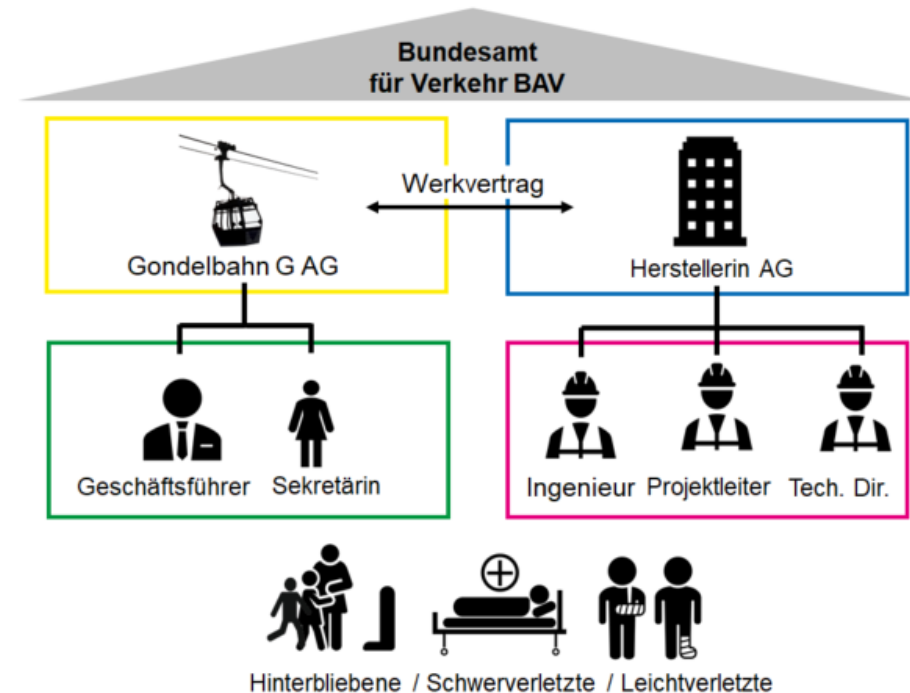 Bundesamt
für Verkehr BAV
Werkvertrag
Gondelbahn G AG
Herstellerin AG
Geschäftsführer Sekretärin
Ingenieur Projektleiter Tech. Dir.
Hinterbliebene / Schwerverletzte / Leichtverletzte